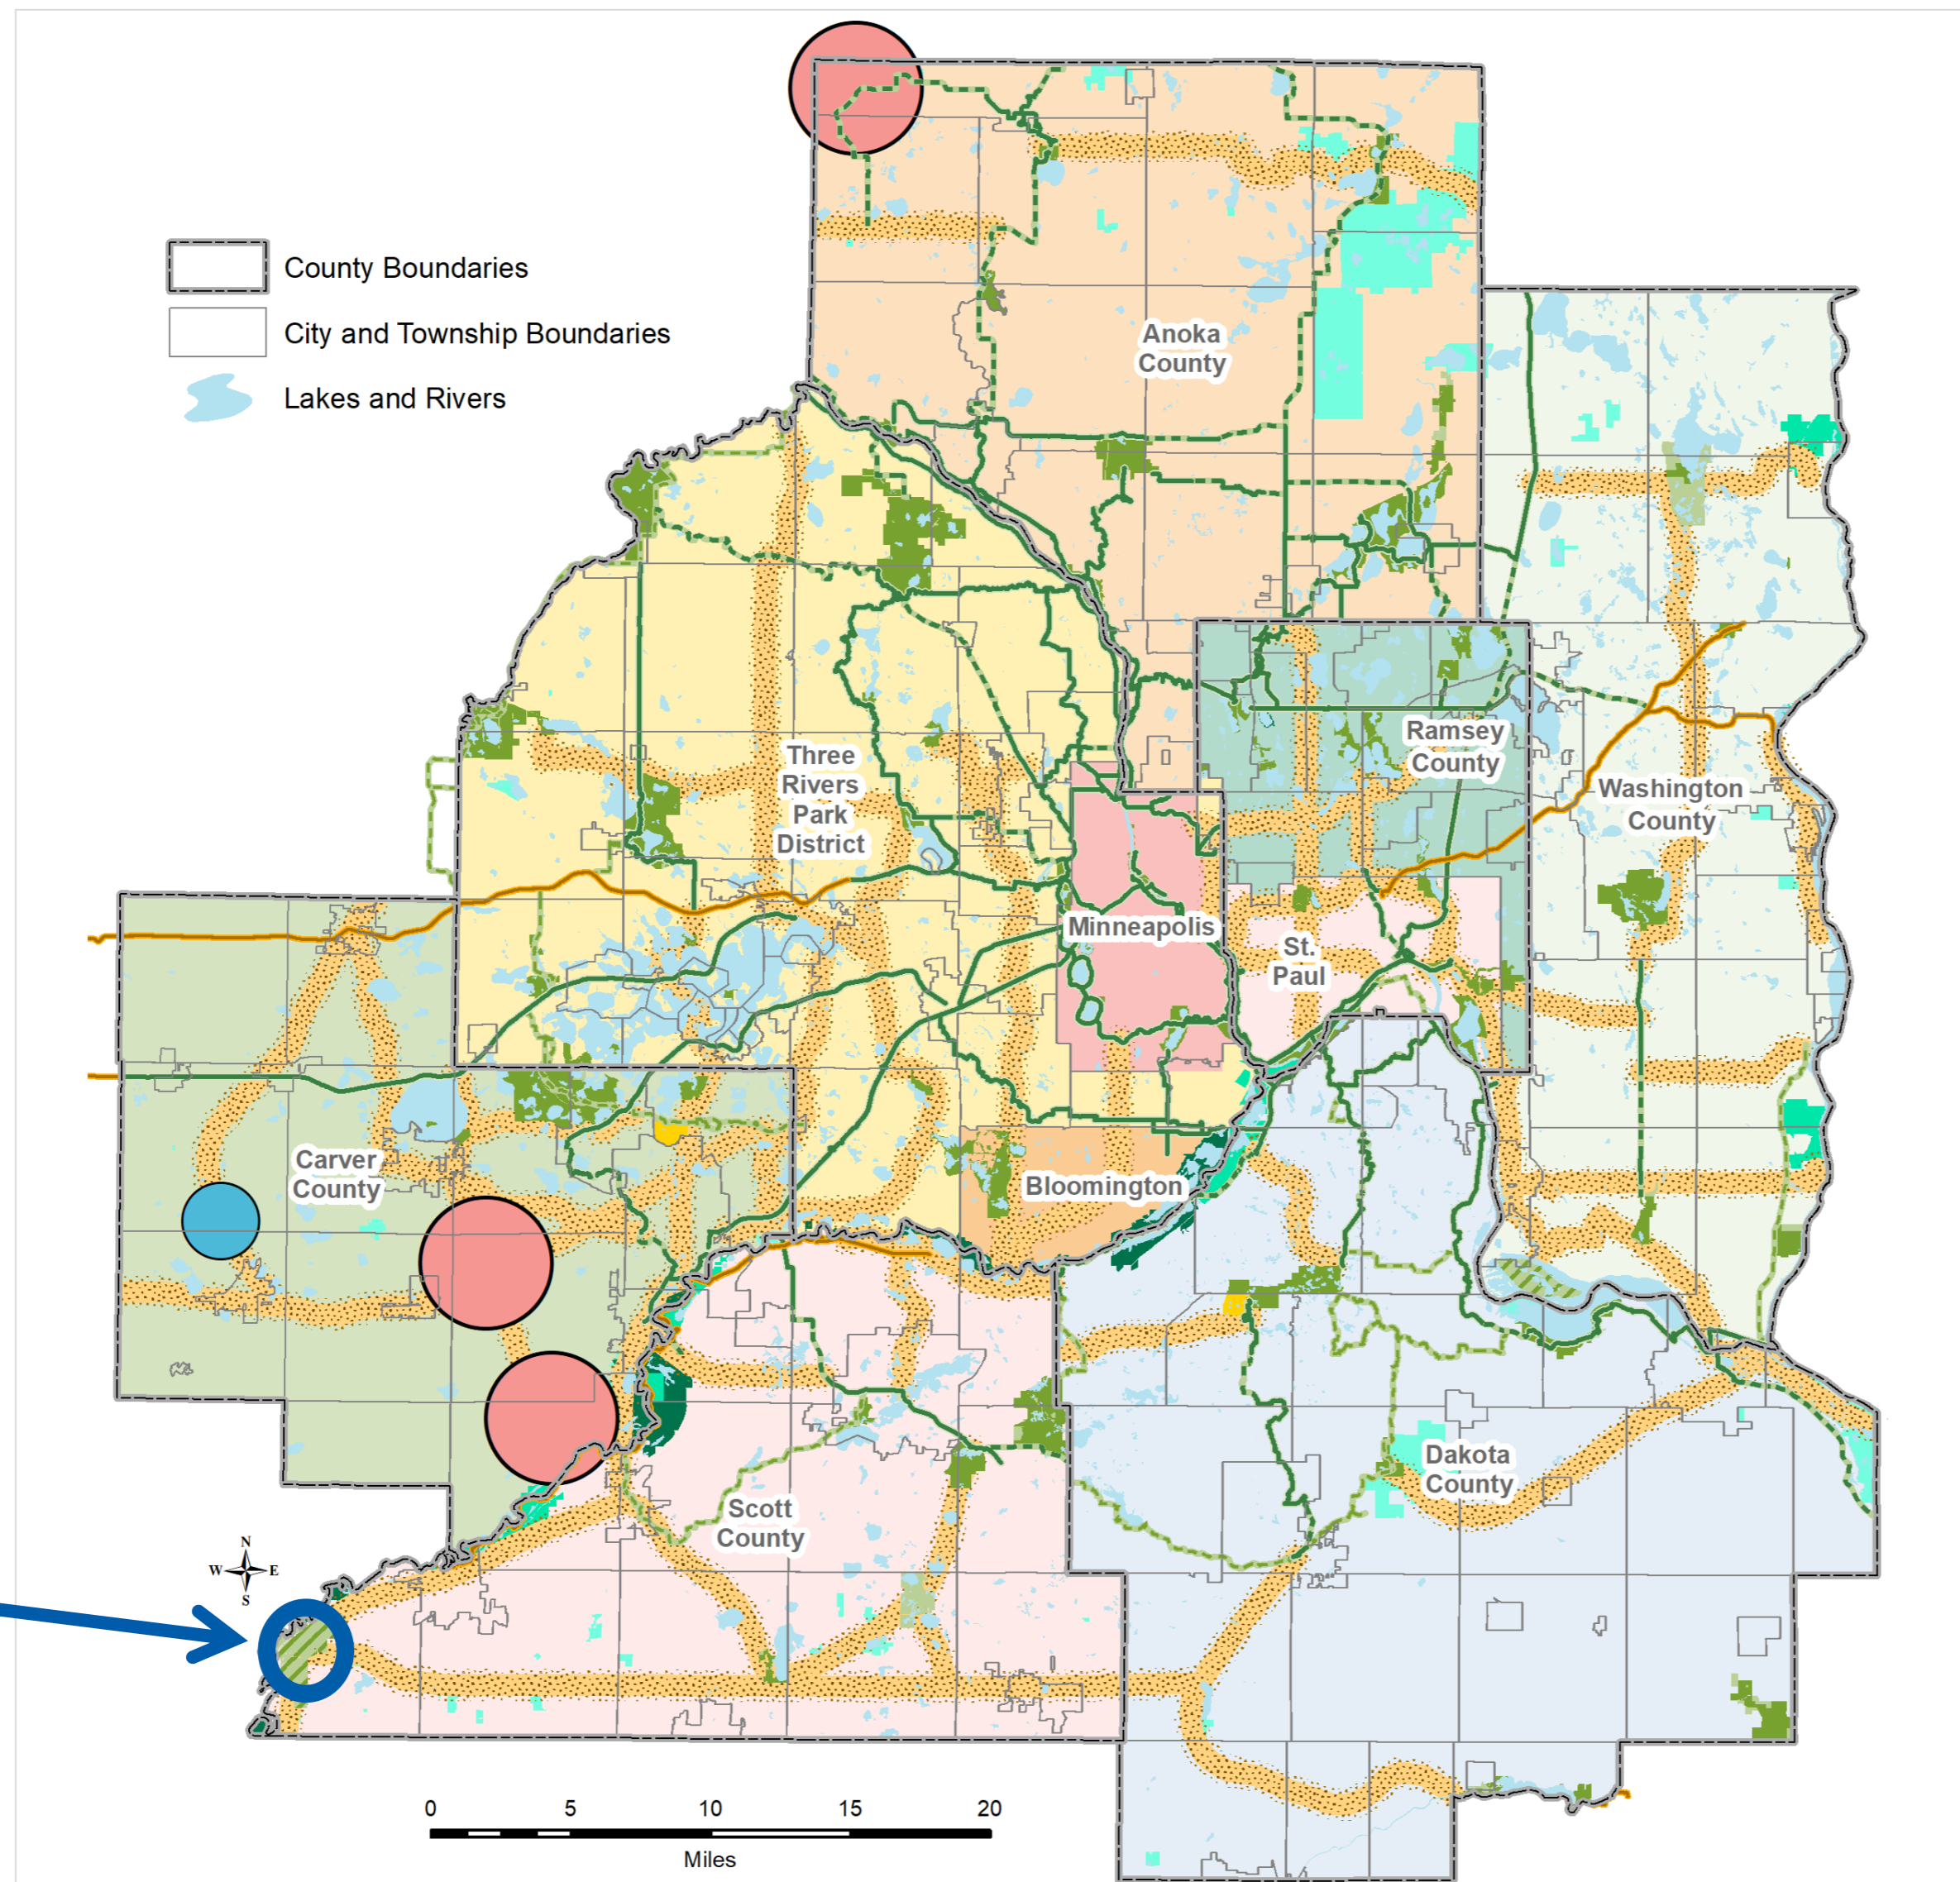 County Boundaries
City and Township Boundaries
Lakes and Rivers
Anoka
County
Three
Rivers
Park
District
Ramsey
County
Washington
County
Minneapolis
St.
Paul
Carver
County
Bloomington
Scott
County
Dakota
County
N
W E
S
0 5 10 15 20
Miles